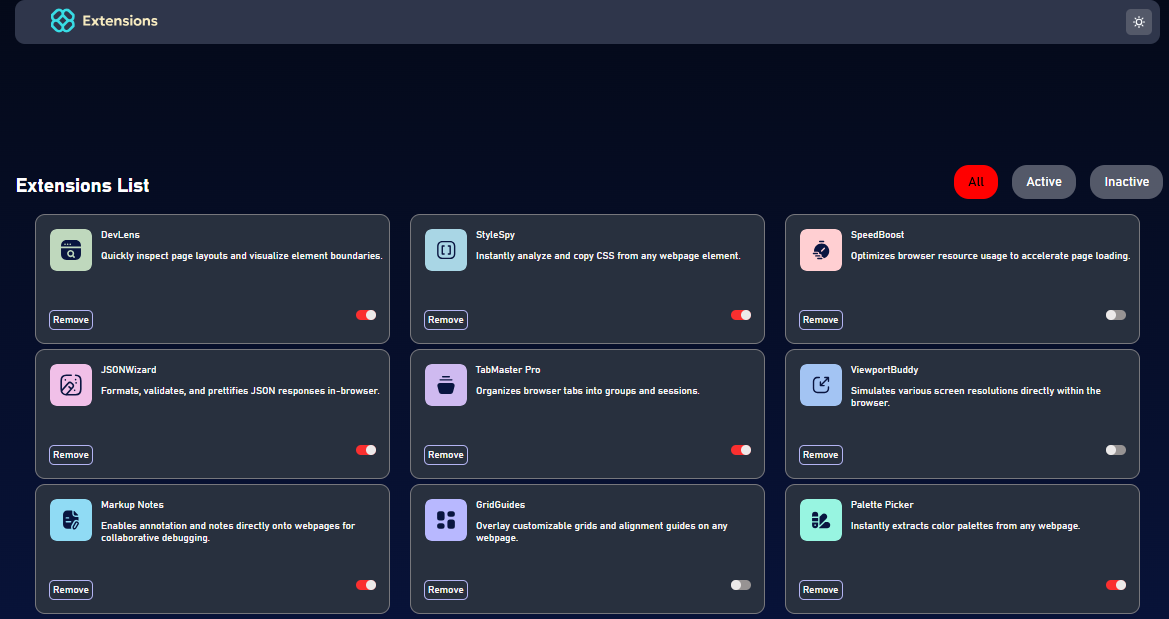 Extensions
Extensions List
All
Active
Inactive
DevLens
Quickly inspect page layouts and visualize element boundaries.
Remove
StyleSpy
Instantly analyze and copy CSS from any webpage element.
Remove
SpeedBoost
Optimizes browser resource usage to accelerate page loading.
Remove
JSONWizard
Formats, validates, and prettifies JSON responses in-browser.
Remove
TabMaster Pro
Organizes browser tabs into groups and sessions.
Remove
ViewportBuddy
Simulates various screen resolutions directly within the
browser.
Remove
Markup Notes
Enables annotation and notes directly onto webpages for
collaborative debugging.
Remove
GridGuides
Overlay customizable grids and alignment guides on any
webpage.
Remove
Palette Picker
Instantly extracts color palettes from any webpage.
Remove